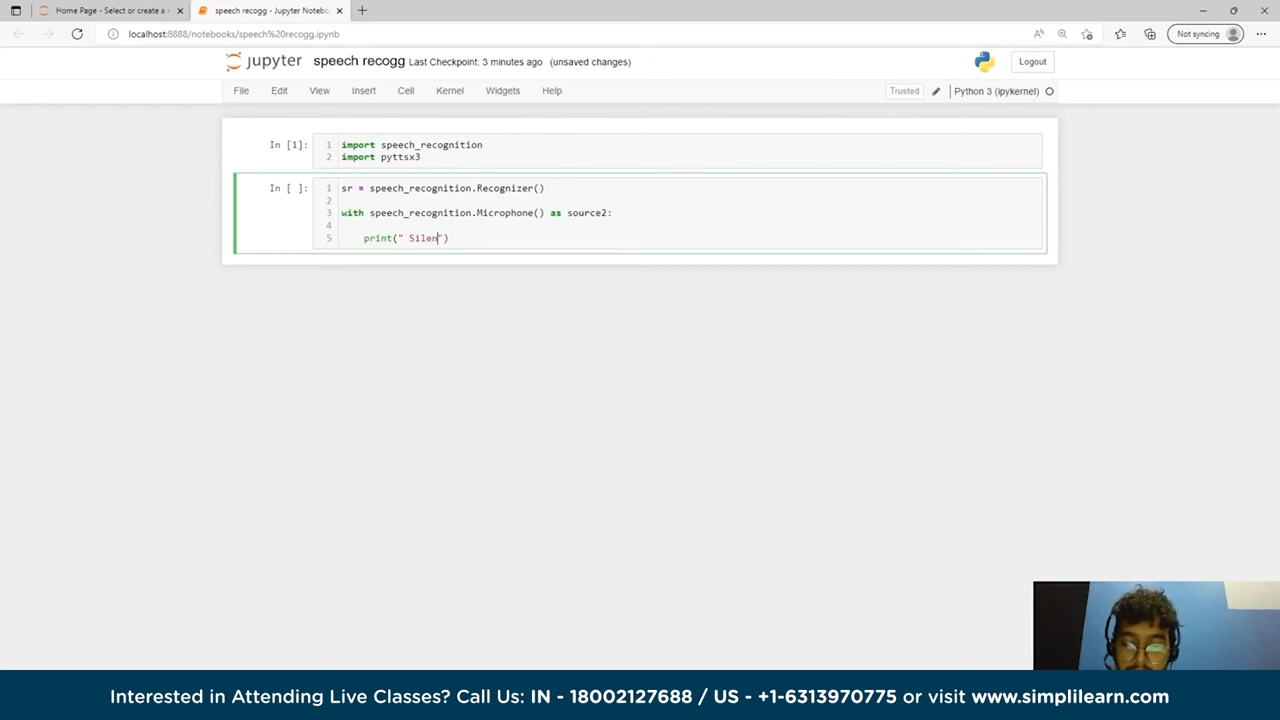 Home Page - Select or create a n
speech recogg - Jupyter Notebo
localhost:8888/notebooks/speech%20recogg.ipynb
Not syncing
jupyter speech recogg Last Checkpoint: 3 minutes ago (unsaved changes)
Logout
File Edit View Insert Cell Kernel Widgets Help
Trusted
Python 3 (ipykernel)
In [1]:
1 import speech_recognition
2 import pyttsx3
In [ ]:
1 sr = speech_recognition.Recognizer()
2
3 with speech_recognition.Microphone() as source2:
4
5 print(" Silen")
Interested in Attending Live Classes? Call Us: IN - 18002127688 / US - +1-6313970775 or visit www.simplilearn.com